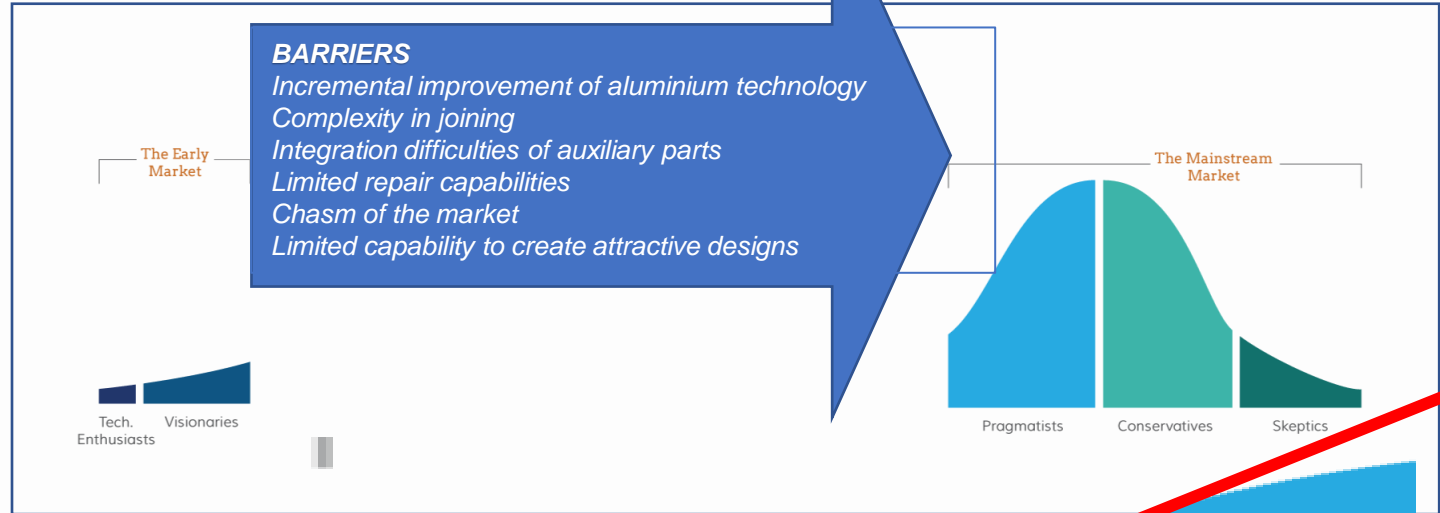 BARRIERS
Incremental improvement of aluminium technology
Complexity in joining
Integration difficulties of auxiliary parts
Limited repair capabilities
Chasm of the market
Limited capability to create attractive designs
The Early
Market
The Mainstream
Market
Tech.
Enthusiasts
Visionaries
Pragmatists
Conservatives
Skeptics